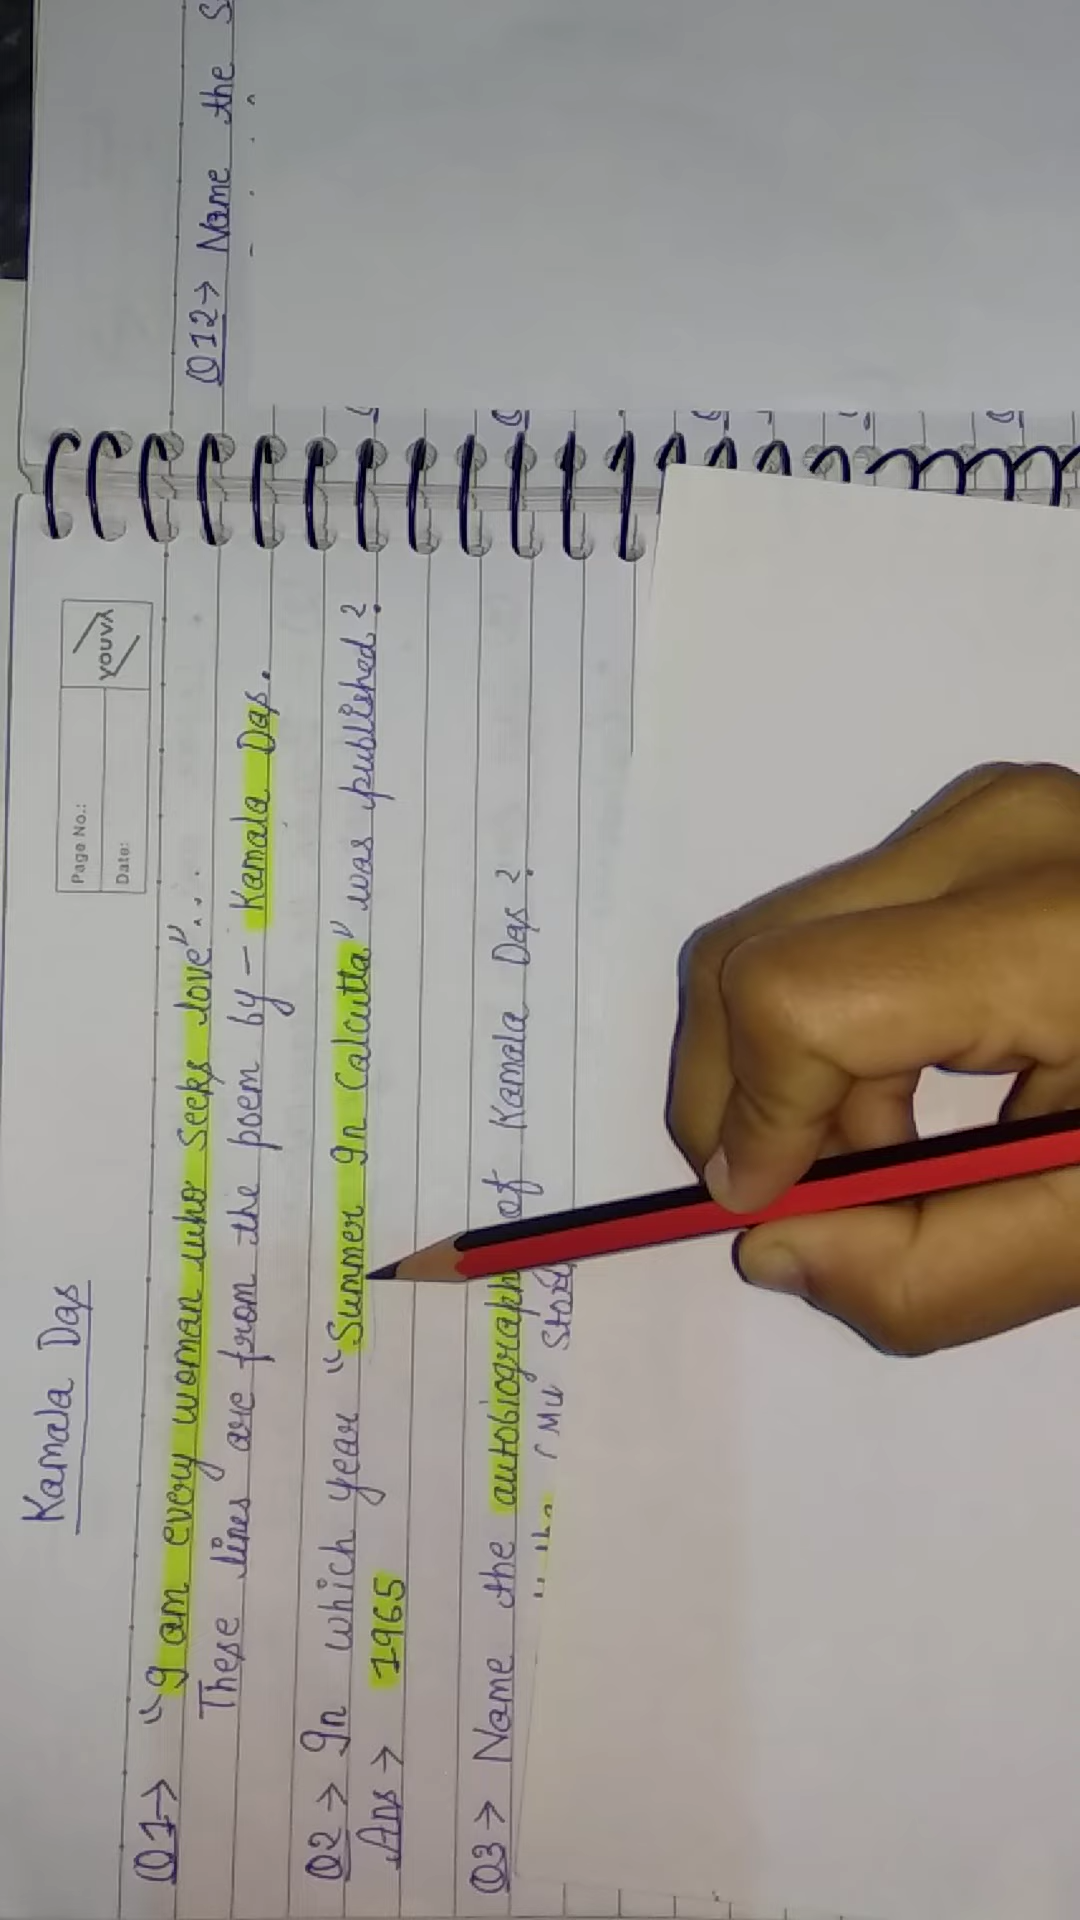 Kamala Das
Page No.:
Date:
YOUVA
Q1→ "I am every woman who seeks love"...
These lines are from the poem by - Kamala Das.
Q2→ In which year "Summer In Calcutta" was published?
Ans→ 1965
Q3→ Name the autobiography of Kamala Das?
Q12→ Name the